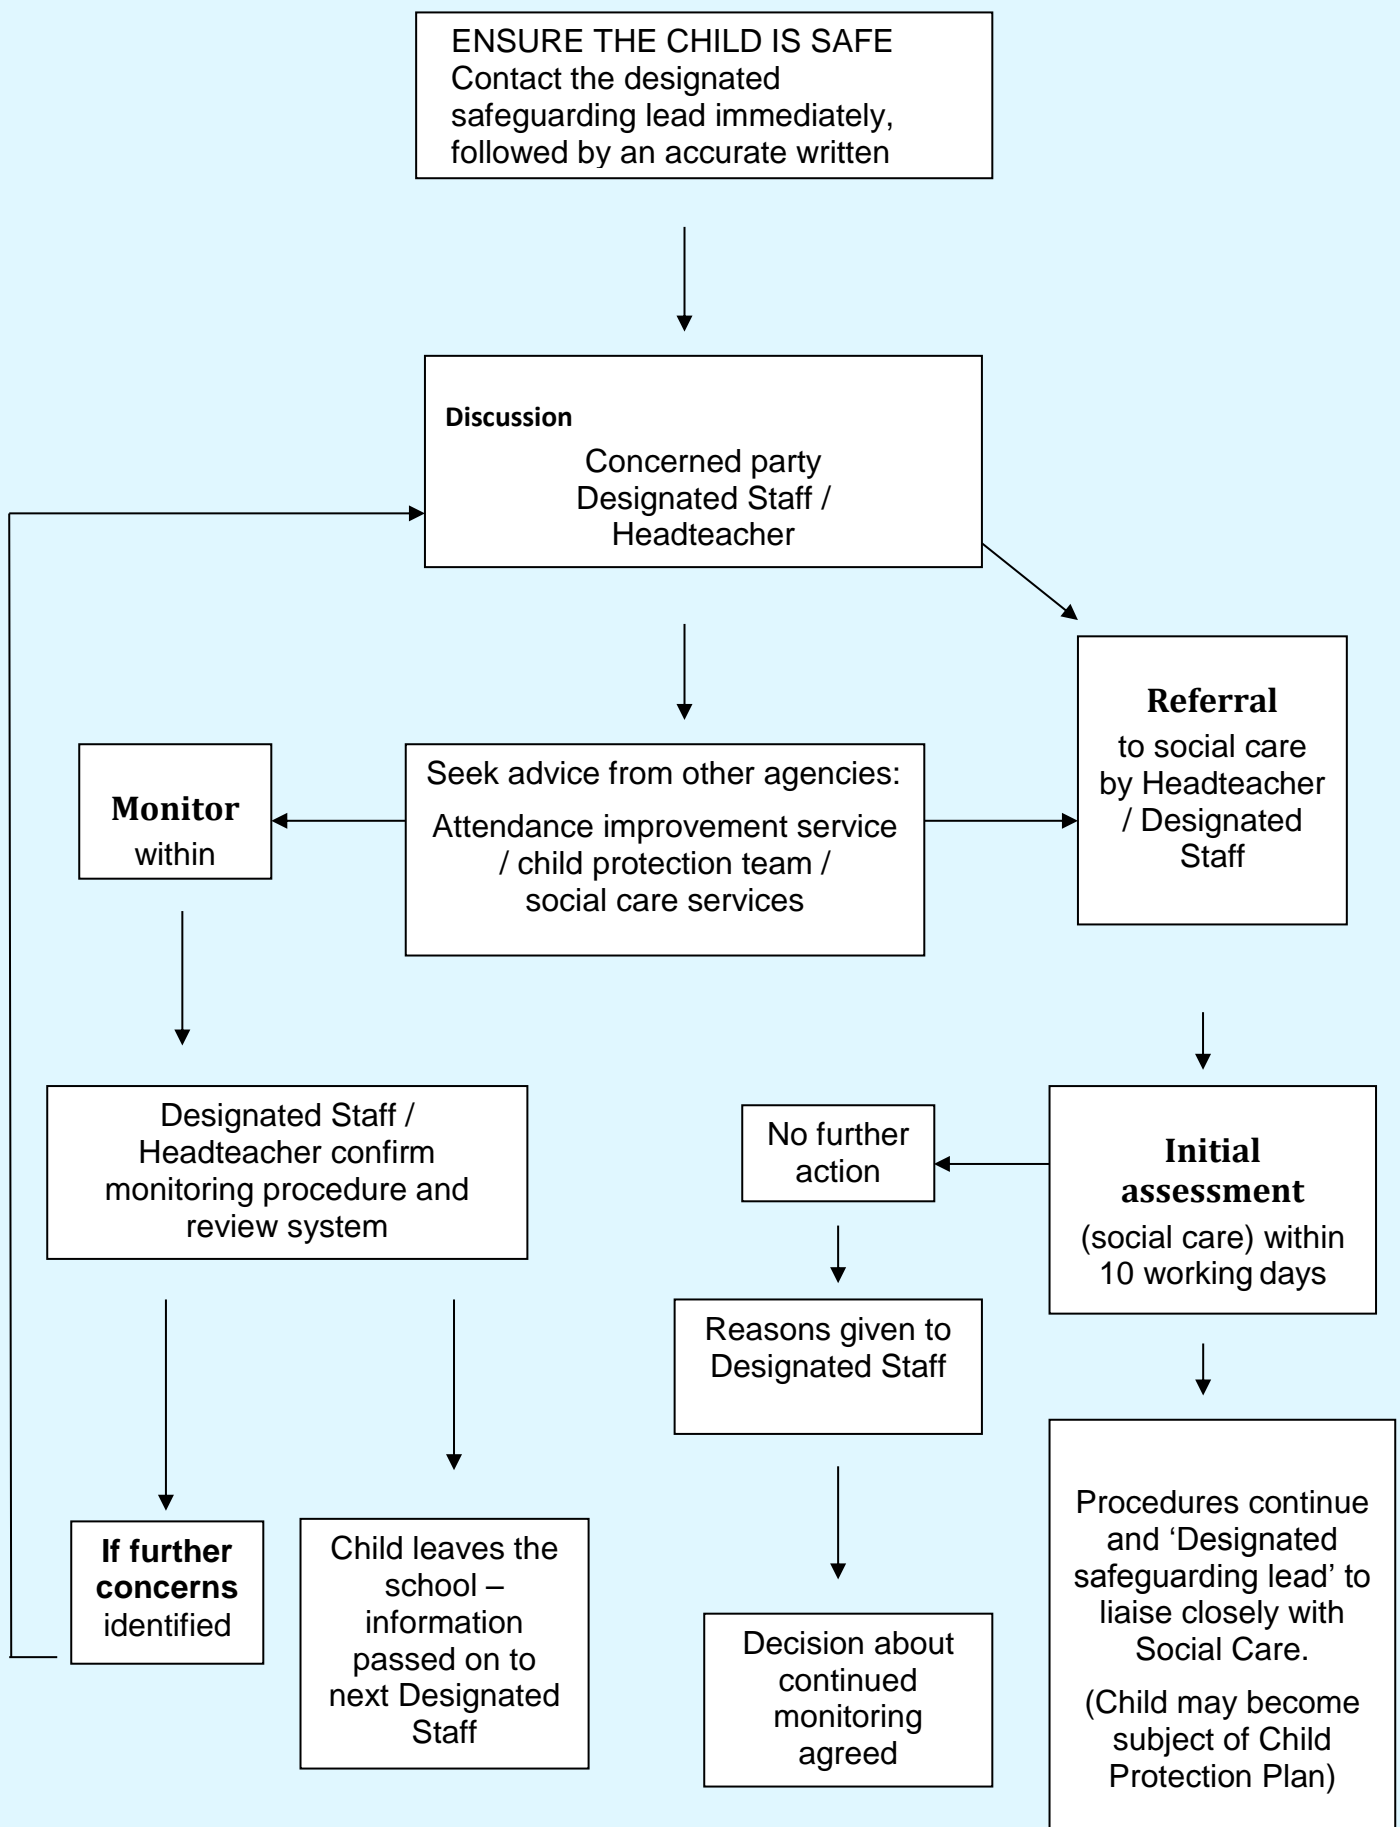 ENSURE THE CHILD IS SAFE
Contact the designated
safeguarding lead immediately,
followed by an accurate written
Discussion
Concerned party
Designated Staff /
Headteacher
Monitor
within
Seek advice from other agencies:
Attendance improvement service
/ child protection team /
social care services
Referral
to social care
by Headteacher
/ Designated
Staff
Designated Staff /
Headteacher confirm
monitoring procedure and
review system
No further
action
Initial
assessment
(social care) within
10 working days
Reasons given to
Designated Staff
If further
concerns
identified
Child leaves the
school –
information
passed on to
next Designated
Staff
Decision about
continued
monitoring
agreed
Procedures continue
and ‘Designated
safeguarding lead’ to
liaise closely with
Social Care.
(Child may become
subject of Child
Protection Plan)